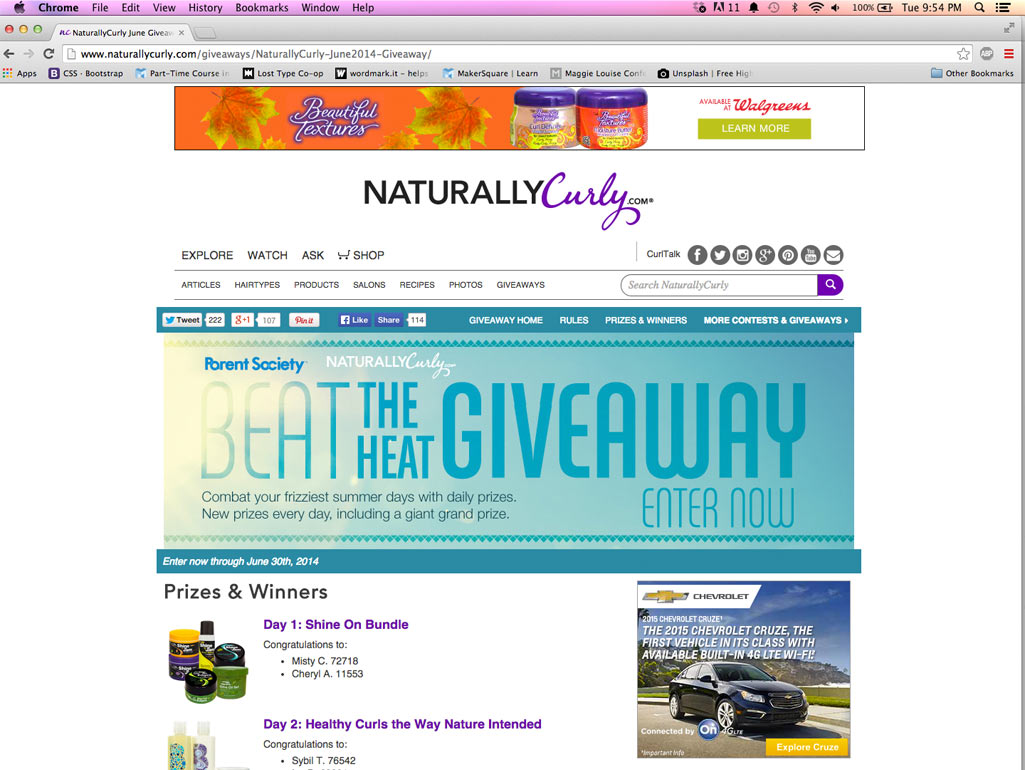 Chrome File Edit View History Bookmarks Window Help
11 100% Tue 9:54 PM
NaturallyCurly June Giveaw
www.naturallycurly.com/giveaways/NaturallyCurly-June2014-Giveaway/
ABP
Apps CSS · Bootstrap Part-Time Course in Lost Type Co-op wordmark.it - helps MakerSquare | Learn Maggie Louise Conf Unsplash | Free High Other Bookmarks
Beautiful Textures
AVAILABLE AT Walgreens
LEARN MORE
NATURALLYCurly.COM®
EXPLORE WATCH ASK SHOP CurlTalk
ARTICLES HAIRTYPES PRODUCTS SALONS RECIPES PHOTOS GIVEAWAYS Search NaturallyCurly
Tweet 222 +1 107 Pin it Like Share 114 GIVEAWAY HOME RULES PRIZES & WINNERS MORE CONTESTS & GIVEAWAYS
Parent Society NATURALLYCurly.com
BEAT THE HEAT GIVEAWAY
Combat your frizziest summer days with daily prizes.
New prizes every day, including a giant grand prize.
ENTER NOW
Enter now through June 30th, 2014
Prizes & Winners
Day 1: Shine On Bundle
Congratulations to:
• Misty C. 72718
• Cheryl A. 11553
Day 2: Healthy Curls the Way Nature Intended
Congratulations to:
• Sybil T. 76542
CHEVROLET
2015 CHEVROLET CRUZE¹
THE 2015 CHEVROLET CRUZE, THE
FIRST VEHICLE IN ITS CLASS WITH
AVAILABLE BUILT-IN 4G LTE WI-FI!²
Connected by On 4G LTE
*Important Info
Explore Cruze